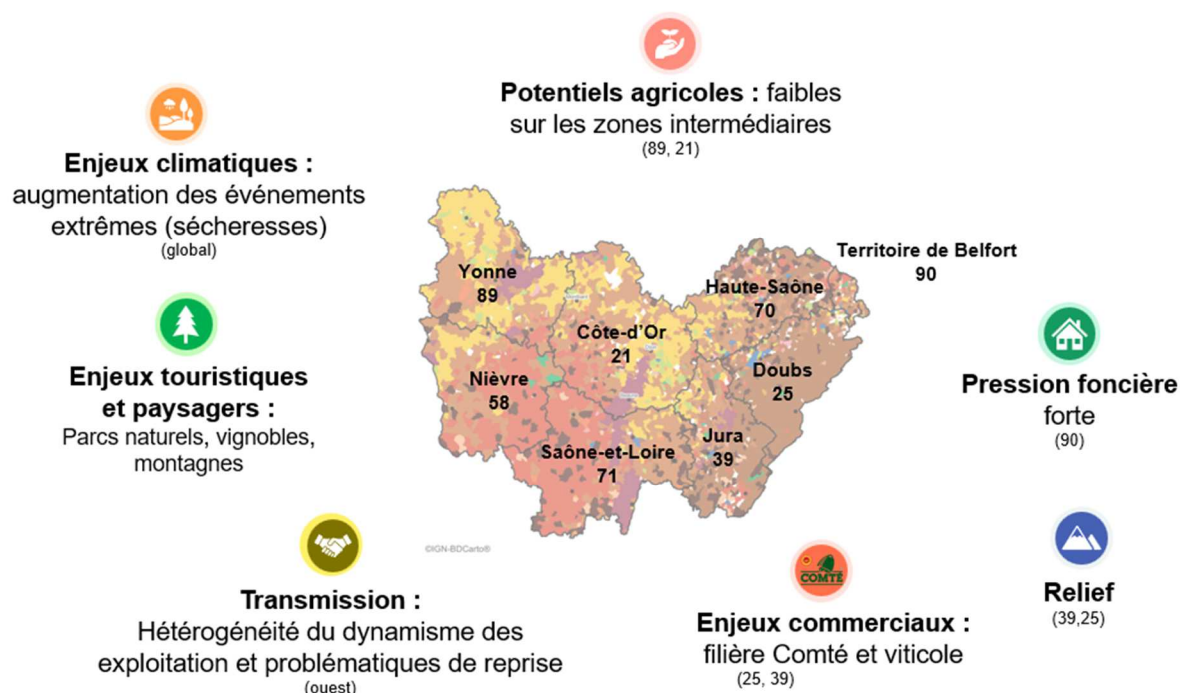 Potentiels agricoles : faibles
sur les zones intermédiaires
(89, 21)
Enjeux climatiques :
augmentation des événements
extrêmes (sécheresses)
(global)
Territoire de Belfort
90
Yonne
89
Haute-Saône
70
Côte-d'Or
21
Doubs
25
Nièvre
58
Jura
39
Saône-et-Loire
71
Enjeux touristiques
et paysagers :
Parcs naturels, vignobles,
montagnes
Pression foncière
forte
(90)
©IGN-BDCarto®
Transmission :
Hétérogénéité du dynamisme des
exploitation et problématiques de reprise
(ouest)
COMTÉ
Enjeux commerciaux :
filière Comté et viticole
(25, 39)
Relief
(39,25)